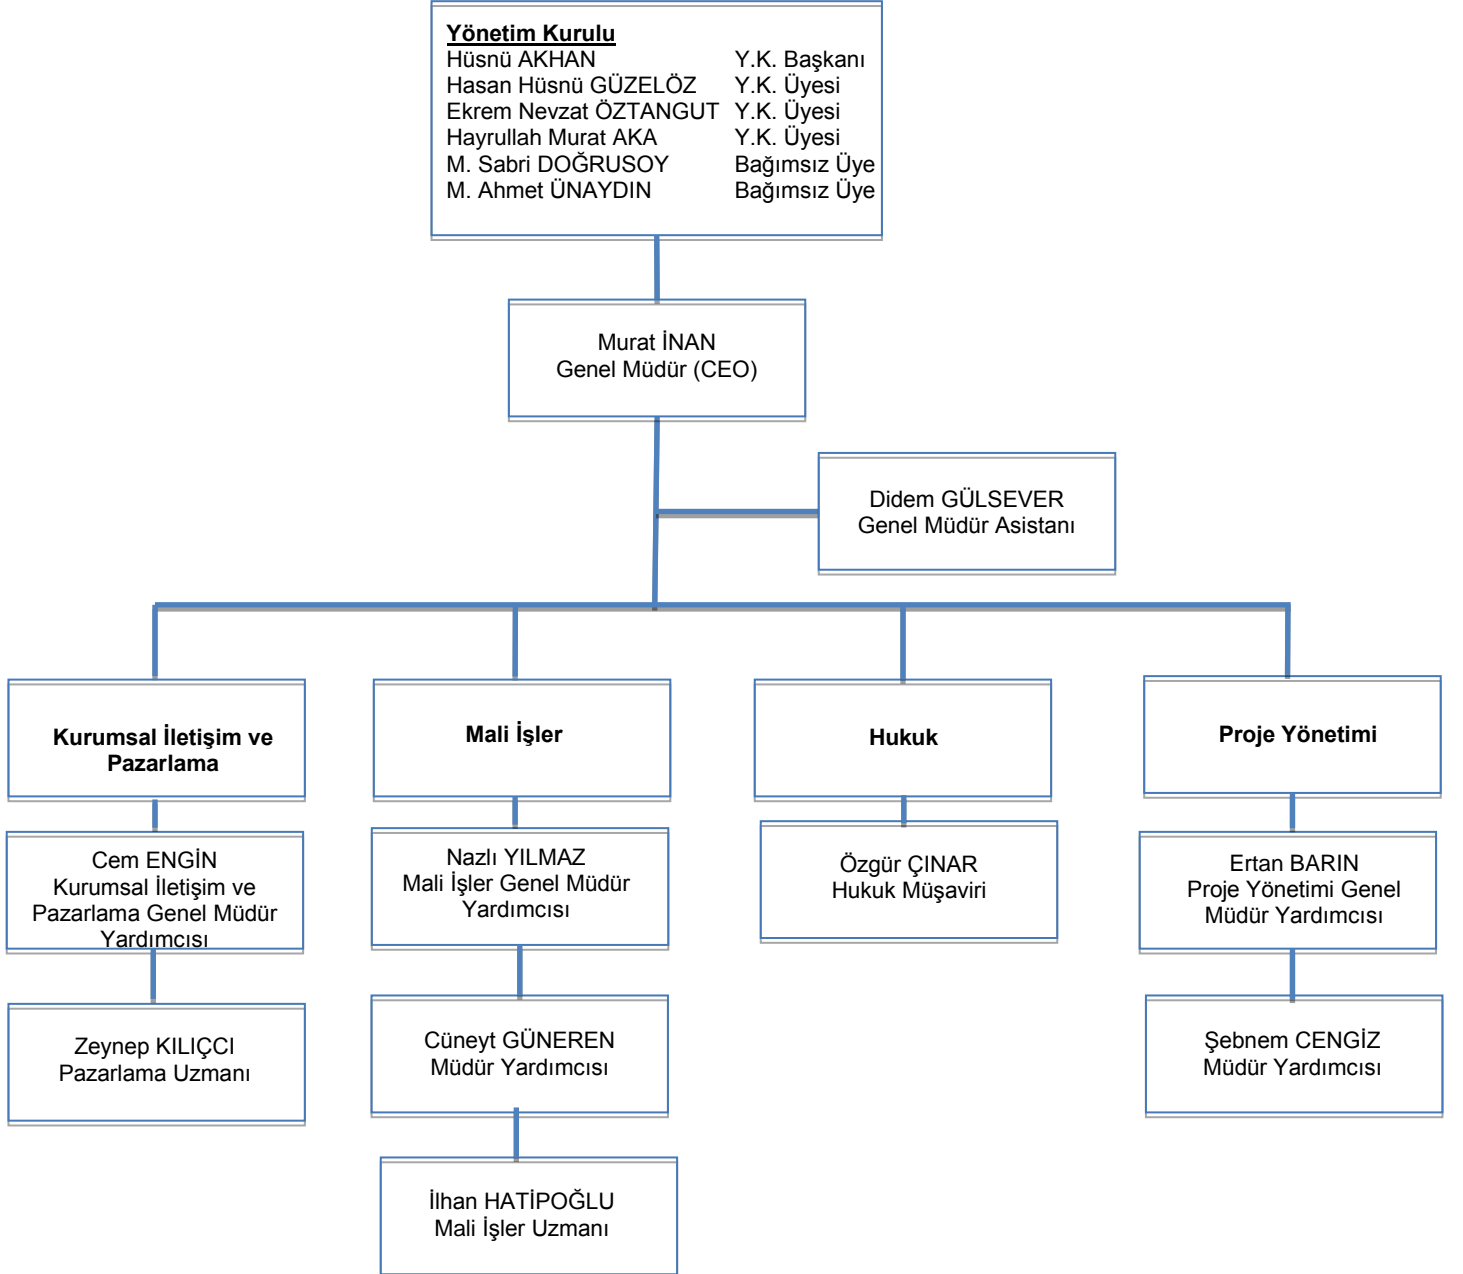 Yönetim Kurulu
Hüsnü AKHAN Y.K. Başkanı
Hasan Hüsnü GÜZELÖZ Y.K. Üyesi
Ekrem Nevzat ÖZTANGUT Y.K. Üyesi
Hayrullah Murat AKA Y.K. Üyesi
M. Sabri DOĞRUSOY Bağımsız Üye
M. Ahmet ÜNAYDIN Bağımsız Üye
Murat İNAN
Genel Müdür (CEO)
Didem GÜLSEVER
Genel Müdür Asistanı
Kurumsal İletişim ve
Pazarlama
Mali İşler
Hukuk
Proje Yönetimi
Cem ENGİN
Kurumsal İletişim ve
Pazarlama Genel Müdür
Yardımcısı
Nazlı YILMAZ
Mali İşler Genel Müdür
Yardımcısı
Özgür ÇINAR
Hukuk Müşaviri
Ertan BARIN
Proje Yönetimi Genel
Müdür Yardımcısı
Zeynep KILIÇCI
Pazarlama Uzmanı
Cüneyt GÜNEREN
Müdür Yardımcısı
Şebnem CENGİZ
Müdür Yardımcısı
İlhan HATİPOĞLU
Mali İşler Uzmanı